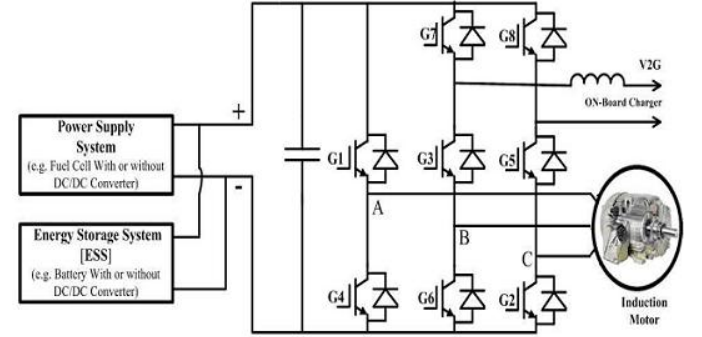 G7
G8
V2G
ON-Board Charger
+
Power Supply
System
(e.g. Fuel Cell With or without
DC/DC Converter)
G1
G3
G5
-
A
Energy Storage System
[ESS]
(e.g. Battery With or without
DC/DC Converter)
B
C
G4
G6
G2
Induction
Motor